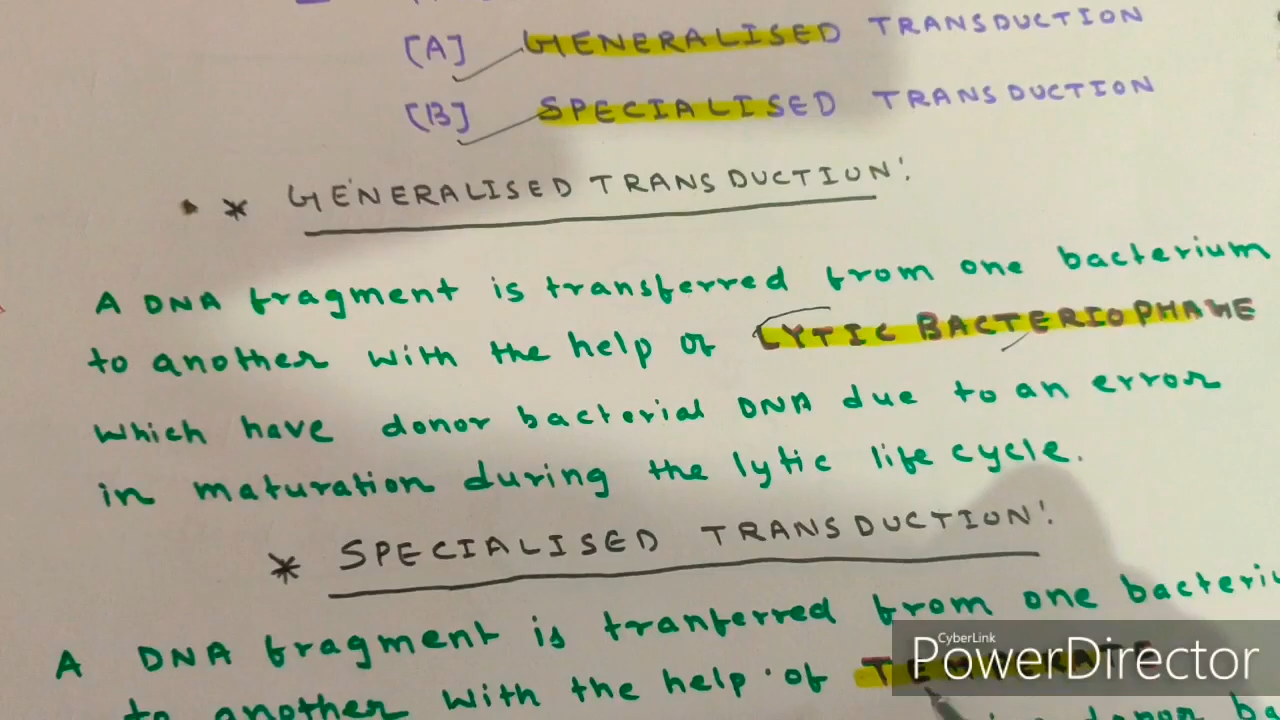 [A] GENERALISED TRANSDUCTION
[B] SPECIALISED TRANSDUCTION
* GENERALISED TRANSDUCTION:
A DNA fragment is transferred from one bacterium
to another with the help of LYTIC BACTERIOPHAGE
which have donor bacterial DNA due to an error
in maturation during the lytic life cycle.
* SPECIALISED TRANSDUCTION:
A DNA fragment is tranferred from one
to another with the help of TEMPERATE
donor
CyberLink
PowerDirector